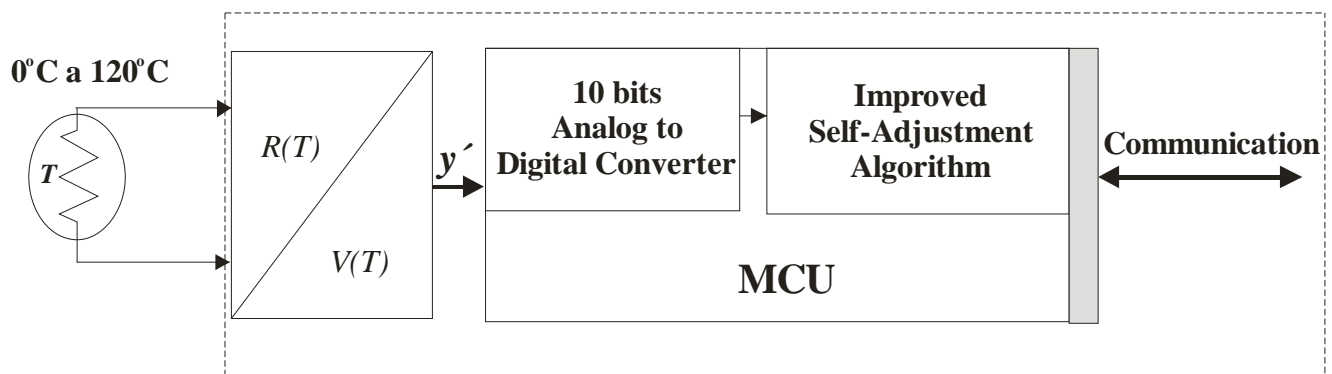 0°C a 120°C
T
R(T)
V(T)
y´
10 bits
Analog to
Digital Converter
Improved
Self-Adjustment
Algorithm
MCU
Communication